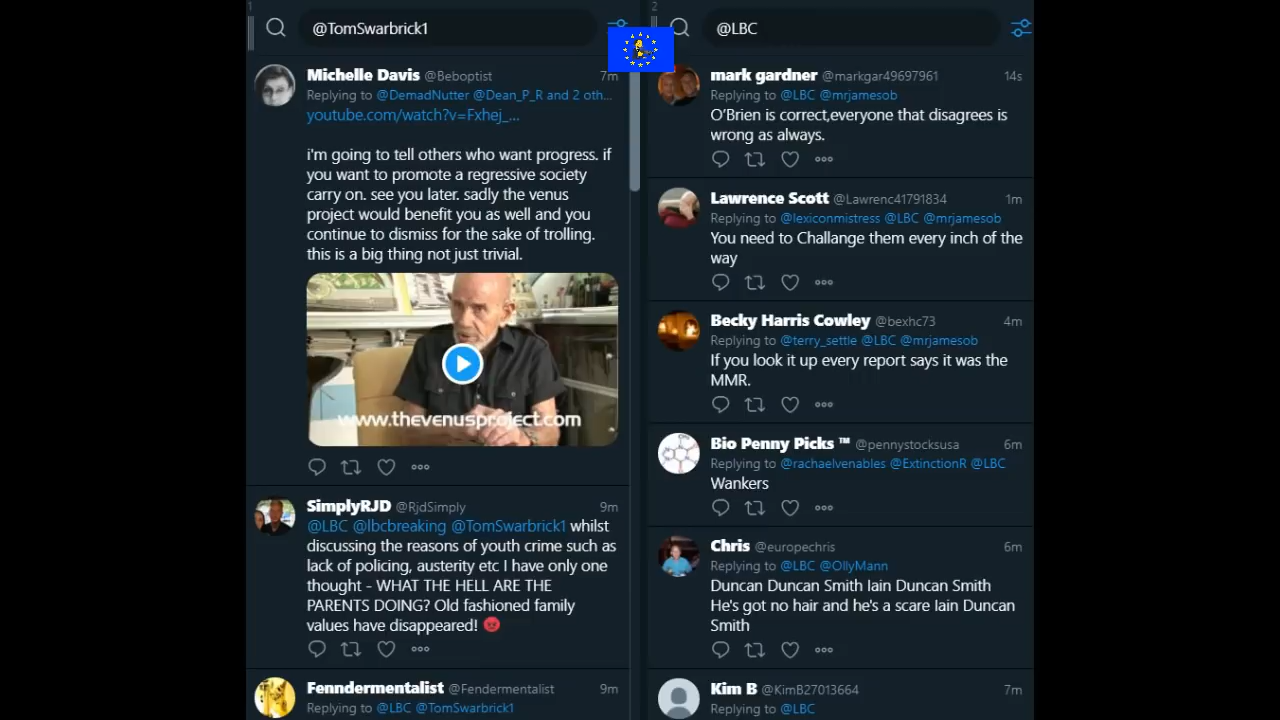 1
@TomSwarbrick1
Michelle Davis @Beboptist 7m
Replying to @DemadNutter @Dean_P_R and 2 oth...
youtube.com/watch?v=Fxhej_...
i'm going to tell others who want progress. if
you want to promote a regressive society
carry on. see you later. sadly the venus
project would benefit you as well and you
continue to dismiss for the sake of trolling.
this is a big thing not just trivial.
www.thevenusproject.com
SimplyRJD @RjdSimply 9m
@LBC @lbcbreaking @TomSwarbrick1 whilst
discussing the reasons of youth crime such as
lack of policing, austerity etc I have only one
thought - WHAT THE HELL ARE THE
PARENTS DOING? Old fashioned family
values have disappeared!
Fenndermentalist @Fendermentalist 9m
Replying to @LBC @TomSwarbrick1
2
@LBC
mark gardner @markgar49697961 14s
Replying to @LBC @mrjamesob
O'Brien is correct,everyone that disagrees is
wrong as always.
Lawrence Scott @Lawrenc41791834 1m
Replying to @lexiconmistress @LBC @mrjamesob
You need to Challange them every inch of the
way
Becky Harris Cowley @bexhc73 4m
Replying to @terry_settle @LBC @mrjamesob
If you look it up every report says it was the
MMR.
Bio Penny Picks ™ @pennystocksusa 6m
Replying to @rachaelvenables @ExtinctionR @LBC
Wankers
Chris @europechris 6m
Replying to @LBC @OllyMann
Duncan Duncan Smith Iain Duncan Smith
He's got no hair and he's a scare Iain Duncan
Smith
Kim B @KimB27013664 7m
Replying to @LBC